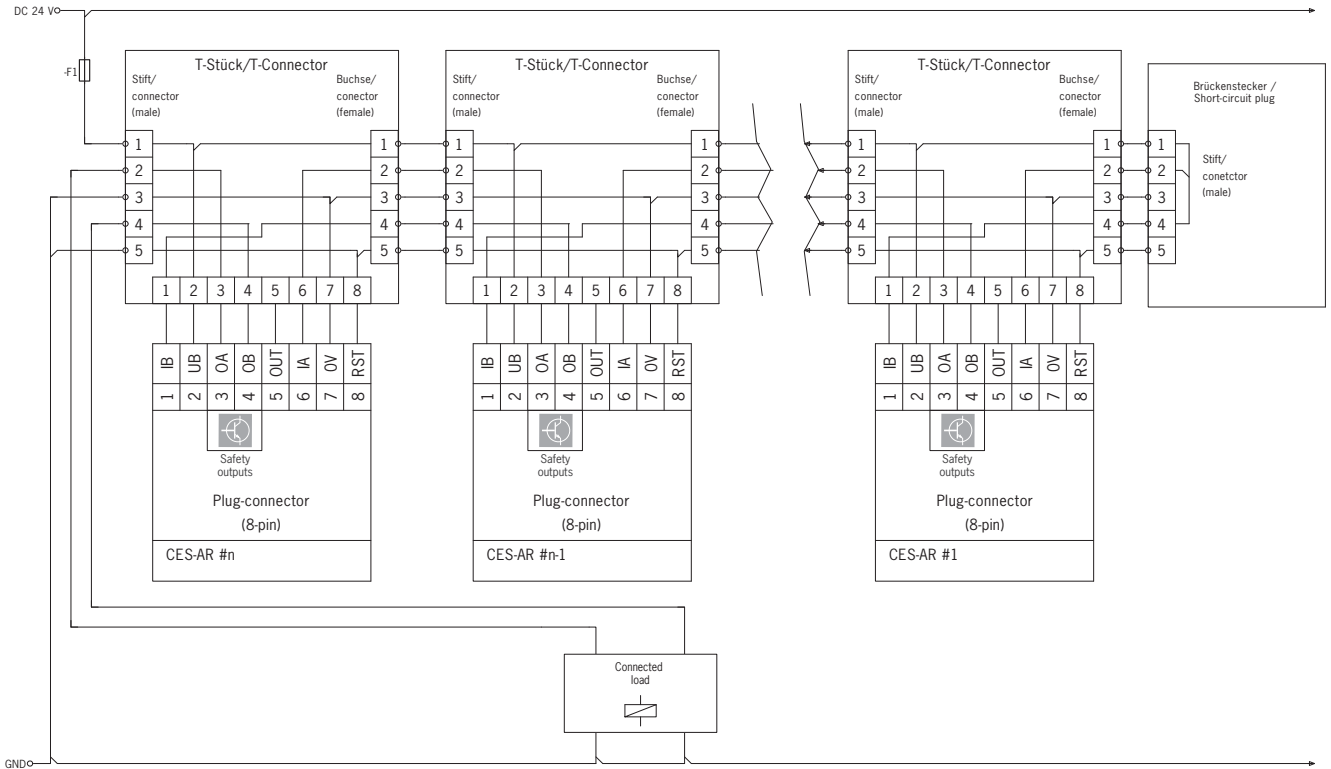 DC 24 V
-F1
T-Stück/T-Connector
Stift/
connector
(male)
Buchse/
conector
(female)
1
2
3
4
5
1
2
3
4
5
1 2 3 4 5 6 7 8
IB UB OA OB OUT IA 0V RST
1 2 3 4 5 6 7 8
Safety
outputs
Plug-connector
(8-pin)
CES-AR #n
T-Stück/T-Connector
Stift/
connector
(male)
Buchse/
conector
(female)
1
2
3
4
5
1
2
3
4
5
1 2 3 4 5 6 7 8
IB UB OA OB OUT IA 0V RST
1 2 3 4 5 6 7 8
Safety
outputs
Plug-connector
(8-pin)
CES-AR #n-1
T-Stück/T-Connector
Stift/
connector
(male)
Buchse/
conector
(female)
1
2
3
4
5
1
2
3
4
5
1 2 3 4 5 6 7 8
IB UB OA OB OUT IA 0V RST
1 2 3 4 5 6 7 8
Safety
outputs
Plug-connector
(8-pin)
CES-AR #1
Brückenstecker /
Short-circuit plug
1
2
3
4
5
Stift/
conetctor
(male)
Connected
load
GND